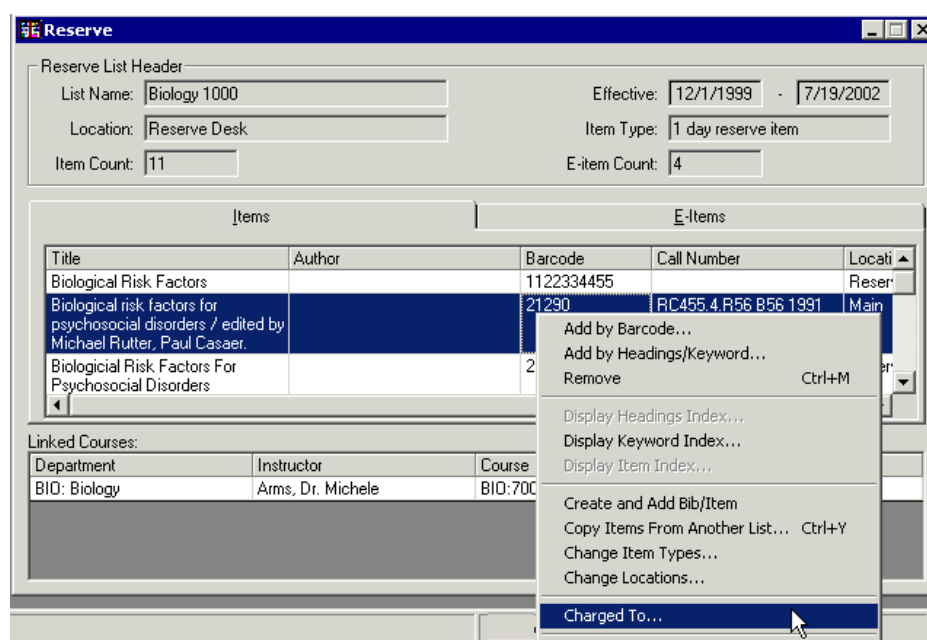 Reserve
Reserve List Header
List Name: Biology 1000 Effective: 12/1/1999 - 7/19/2002
Location: Reserve Desk Item Type: 1 day reserve item
Item Count: 11 E-item Count: 4
Items E-Items
Title Author Barcode Call Number Locati
Biological Risk Factors 1122334455 Reser
Biological risk factors for 21290 RC455.4.R56 B56 1991 Main
psychosocial disorders / edited by
Michael Rutter, Paul Casaer.
Biologicial Risk Factors For 2
Psychosocial Disorders
Add by Barcode...
Add by Headings/Keyword...
Remove Ctrl+M
Display Headings Index...
Display Keyword Index...
Display Item Index...
Create and Add Bib/Item
Copy Items From Another List... Ctrl+Y
Change Item Types...
Change Locations...
Charged To...
Linked Courses:
Department Instructor Course
BIO: Biology Arms, Dr. Michele BIO:700